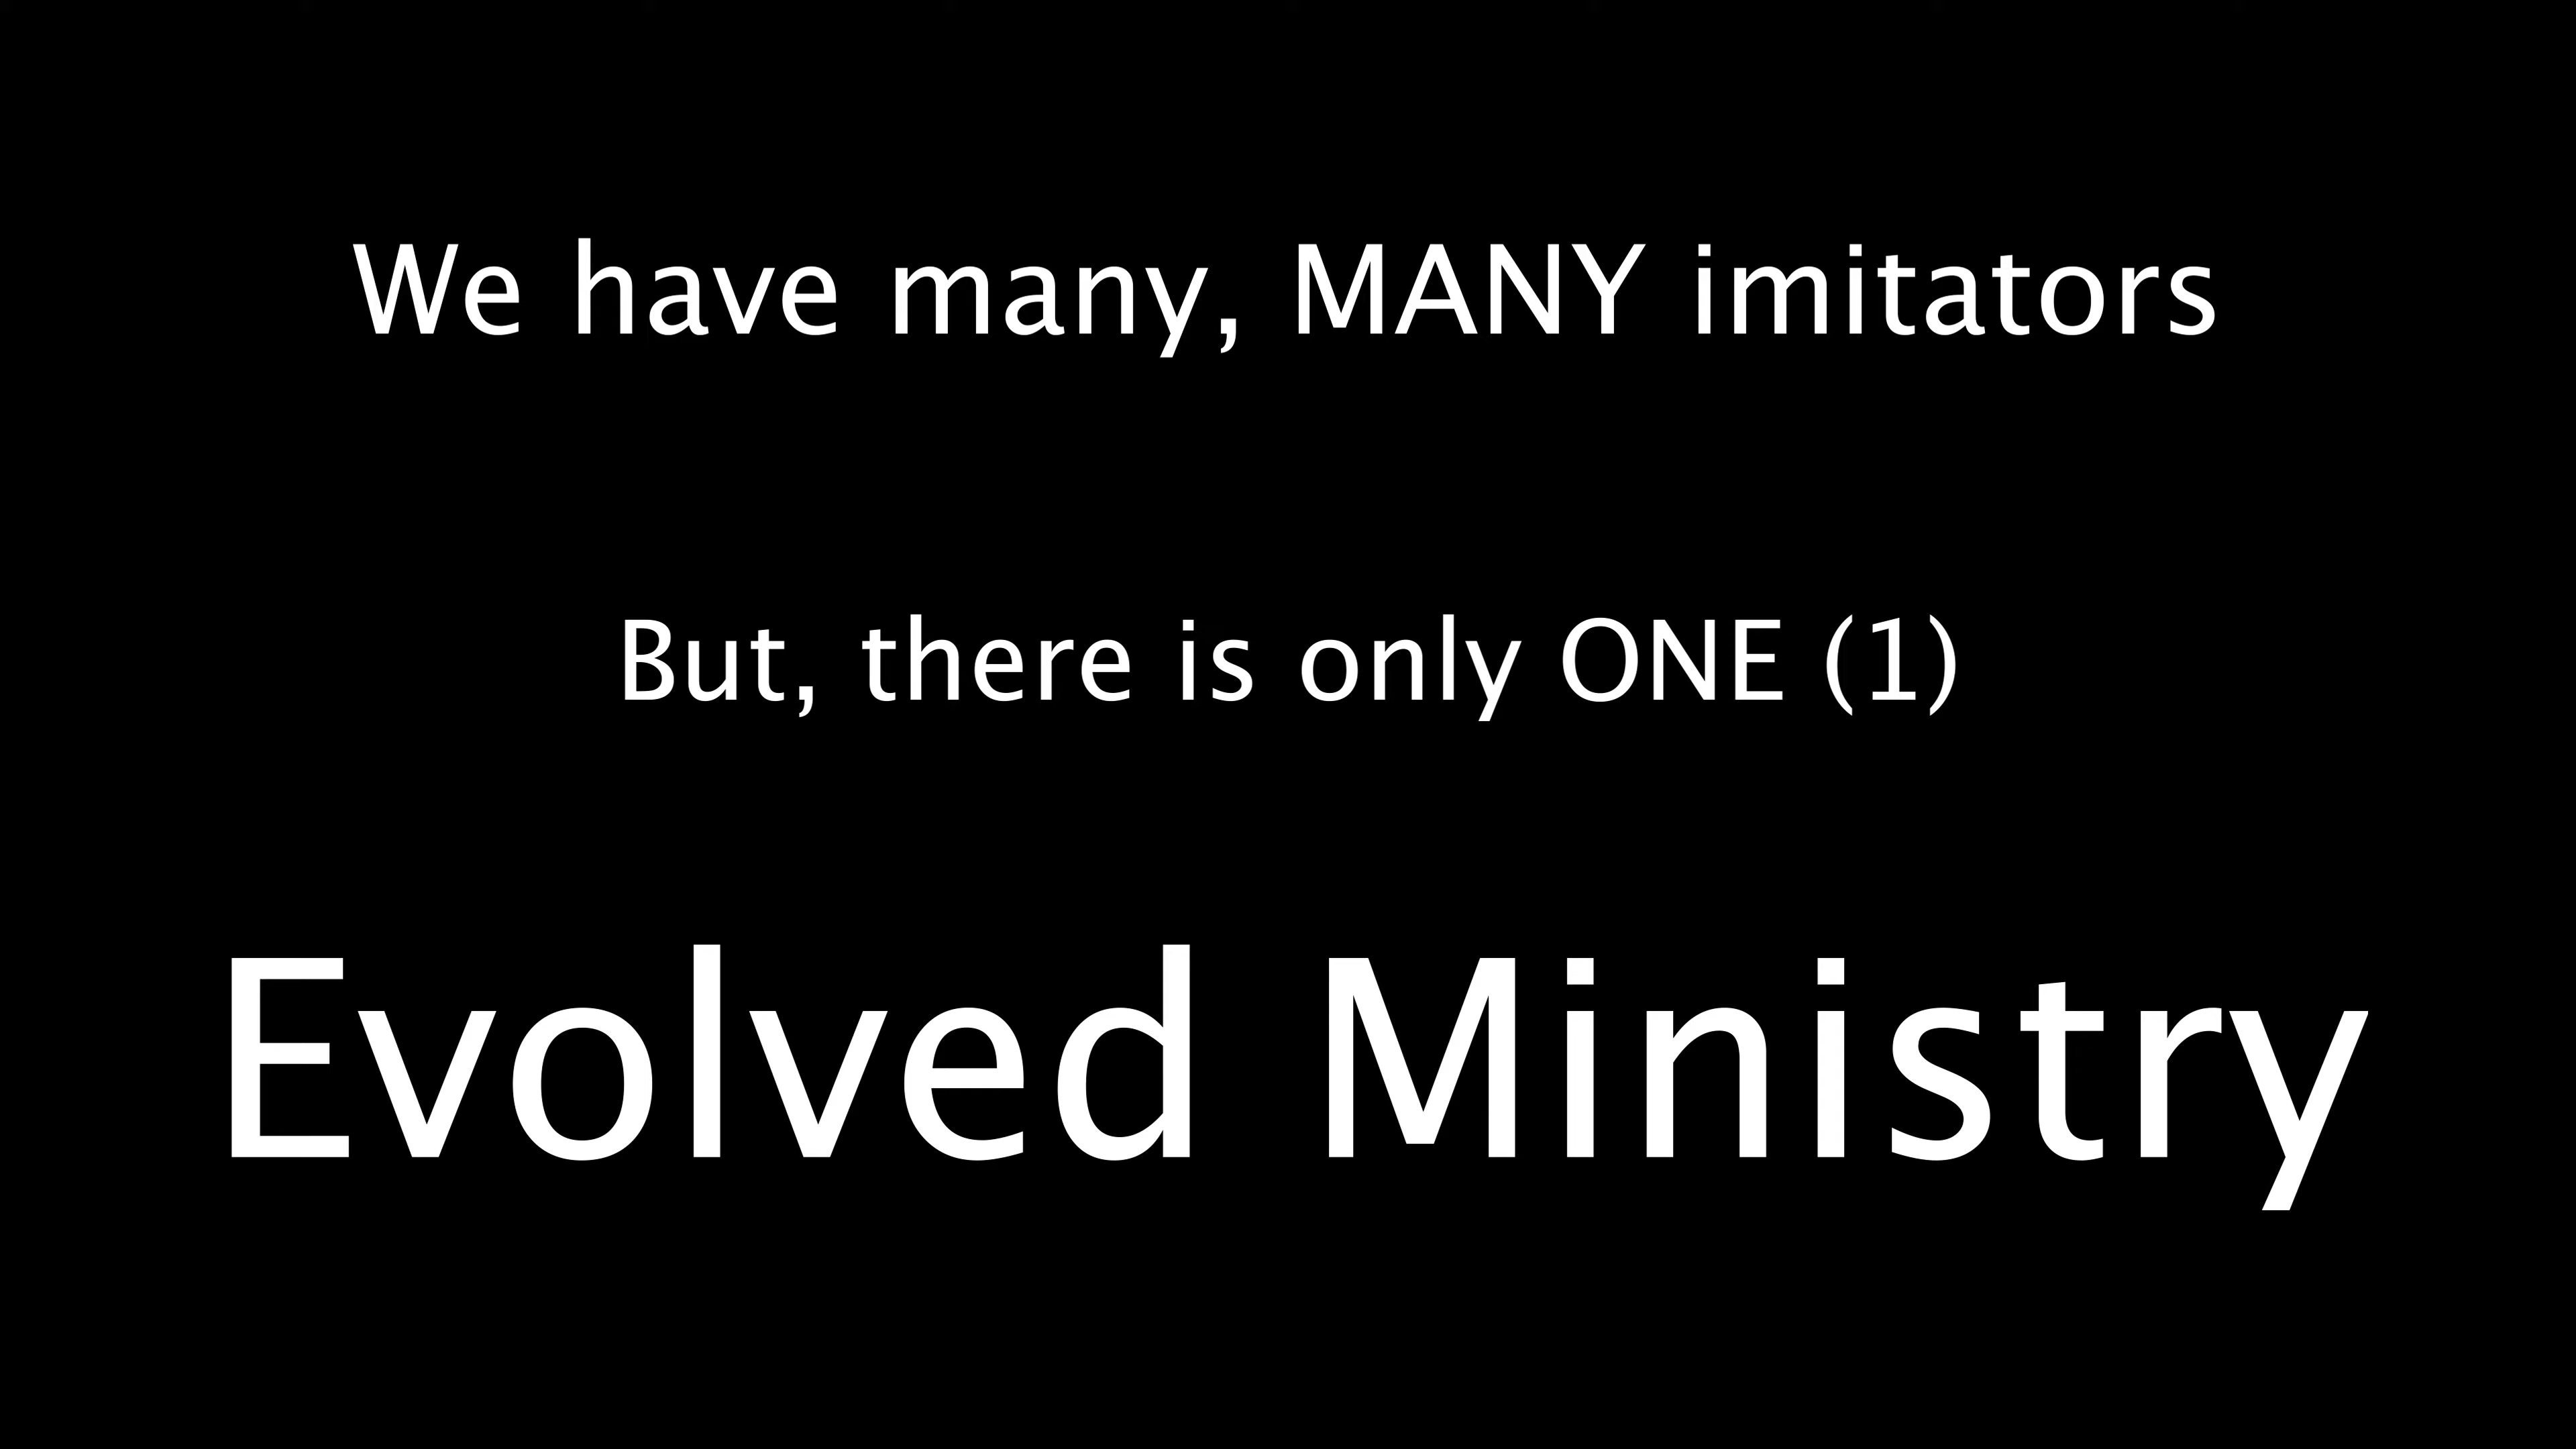 We have many, MANY imitators
But, there is only ONE (1)
Evolved Ministry